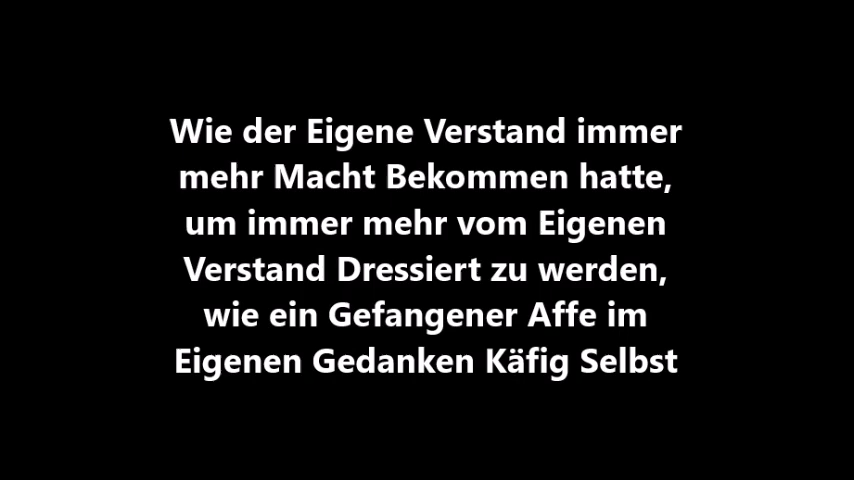 Wie der Eigene Verstand immer
mehr Macht Bekommen hatte,
um immer mehr vom Eigenen
Verstand Dressiert zu werden,
wie ein Gefangener Affe im
Eigenen Gedanken Käfig Selbst